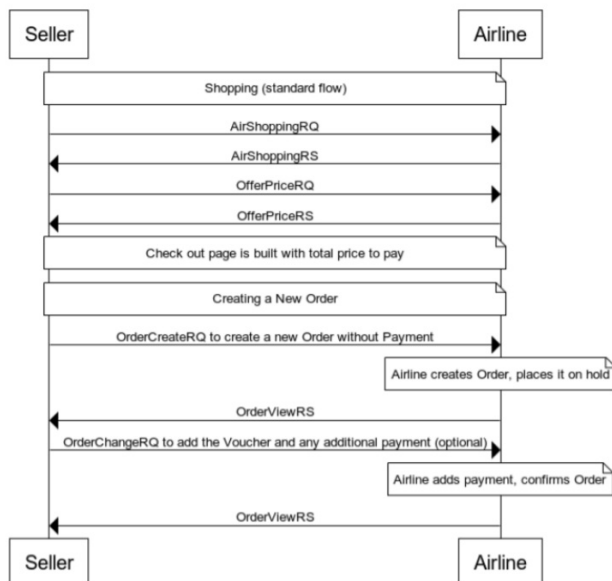 Seller Airline
Shopping (standard flow)
AirShoppingRQ
AirShoppingRS
OfferPriceRQ
OfferPriceRS
Check out page is built with total price to pay
Creating a New Order
OrderCreateRQ to create a new Order without Payment
Airline creates Order, places it on hold
OrderViewRS
OrderChangeRQ to add the Voucher and any additional payment (optional)
Airline adds payment, confirms Order
OrderViewRS
Seller Airline